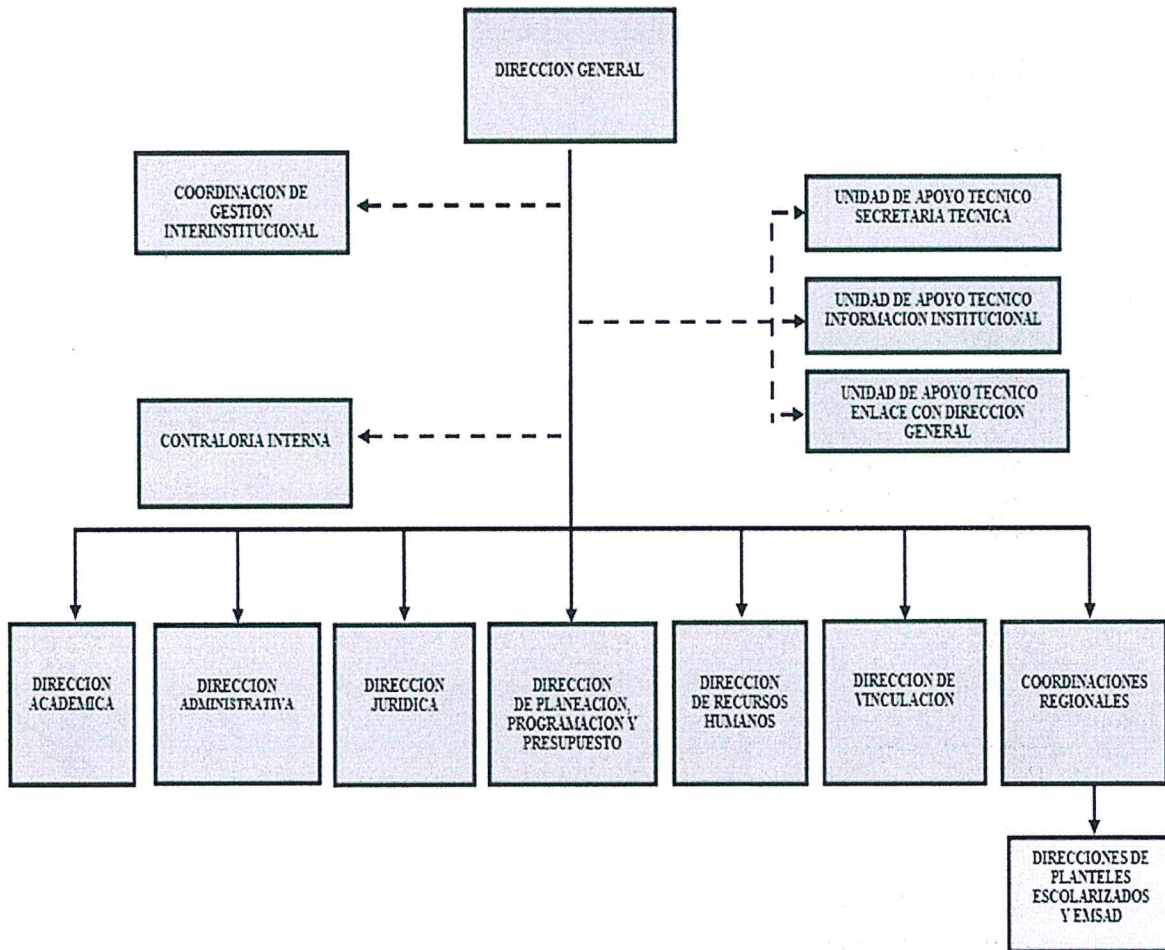 DIRECCION GENERAL
COORDINACION DE
GESTION
INTERINSTITUCIONAL
UNIDAD DE APOYO TECNICO
SECRETARIA TECNICA
UNIDAD DE APOYO TECNICO
INFORMACION INSTITUCIONAL
UNIDAD DE APOYO TECNICO
ENLACE CON DIRECCION
GENERAL
CONTRALORIA INTERNA
DIRECCION
ACADEMICA
DIRECCION
ADMINISTRATIVA
DIRECCION
JURIDICA
DIRECCION
DE PLANEACION,
PROGRAMACION Y
PRESUPUESTO
DIRECCION
DE RECURSOS
HUMANOS
DIRECCION DE
VINCULACION
COORDINACIONES
REGIONALES
DIRECCIONES DE
PLANTELES
ESCOLARIZADOS
Y EMSAD